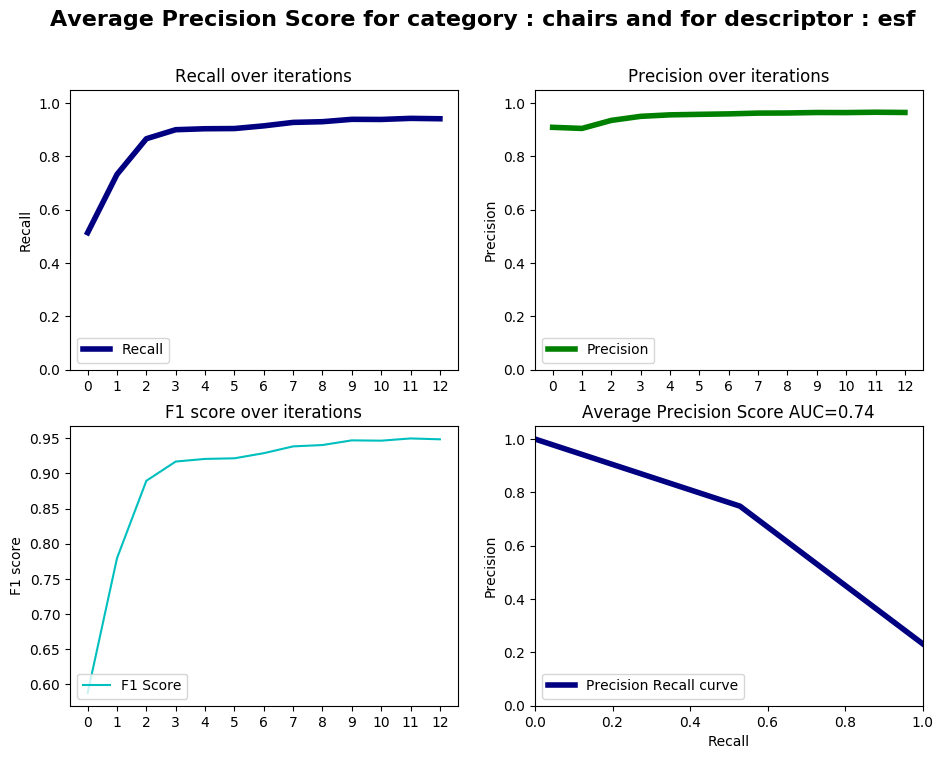 Average Precision Score for category : chairs and for descriptor : esf
Recall over iterations
1.0
0.8
0.6
0.4
0.2
0.0
Recall
Recall
0 1 2 3 4 5 6 7 8 9 10 11 12
Precision over iterations
1.0
0.8
0.6
0.4
0.2
0.0
Precision
Precision
0 1 2 3 4 5 6 7 8 9 10 11 12
F1 score over iterations
0.95
0.90
0.85
0.80
0.75
0.70
0.65
0.60
F1 score
F1 Score
0 1 2 3 4 5 6 7 8 9 10 11 12
Average Precision Score AUC=0.74
1.0
0.8
0.6
0.4
0.2
0.0
Precision
Precision Recall curve
0.0 0.2 0.4 0.6 0.8 1.0
Recall